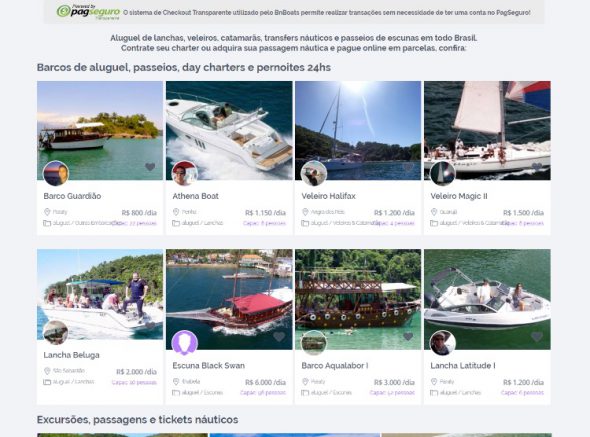 Powered by
pagseguro
Transparente
O sistema de Checkout Transparente utilizado pelo BnBoats permite realizar transações sem necessidade de ter uma conta no PagSeguro!
Aluguel de lanchas, veleiros, catamarãs, transfers náuticos e passeios de escunas em todo Brasil.
Contrate seu charter ou adquira sua passagem náutica e pague online em parcelas, confira:
Barcos de aluguel, passeios, day charters e pernoites 24hs
Barco Guardião
Paraty R$ 800 /dia
aluguel / Outras Embarcações Capac: 22 pessoas
Athena Boat
Penha R$ 1.150 /dia
aluguel / Lanchas Capac: 6 pessoas
Veleiro Halifax
Angra dos Reis R$ 1.200 /dia
aluguel / Veleiros & Catamarãs Capac: 4 pessoas
Veleiro Magic II
Guarujá R$ 1.500 /dia
aluguel / Veleiros & Catamarãs Capac: 8 pessoas
Lancha Beluga
São Sebastião R$ 2.000 /dia
aluguel / Lanchas Capac: 10 pessoas
Escuna Black Swan
Ilhabela R$ 6.000 /dia
aluguel / Escunas Capac: 96 pessoas
Barco Aqualabor I
Paraty R$ 3.000 /dia
aluguel / Escunas Capac: pessoas
Lancha Latitude I
Paraty R$ 1.200 /dia
aluguel / Lanchas Capac: 6 pessoas
Excursões, passagens e tickets náuticos